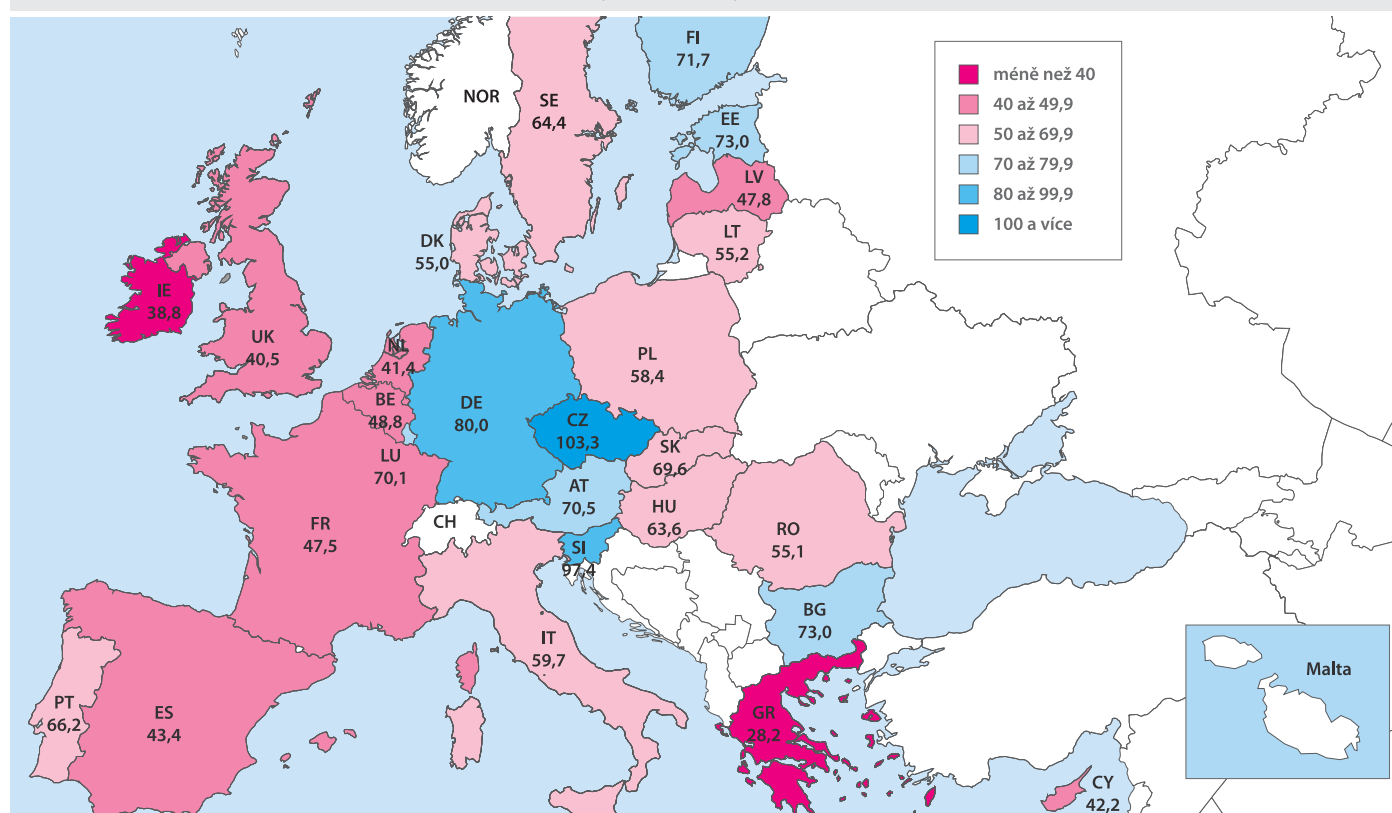 FI
71,7
NOR
SE
64,4
méně než 40
40 až 49,9
50 až 69,9
70 až 79,9
80 až 99,9
100 a více
EE
73,0
LV
47,8
LT
55,2
DK
55,0
IE
38,8
UK
40,5
NL
41,4
PL
58,4
BE
48,8
DE
80,0
CZ
103,3
SK
69,6
LU
70,1
AT
70,5
HU
63,6
FR
47,5
CH
RO
55,1
SI
97,4
BG
73,0
IT
59,7
Malta
PT
66,2
ES
43,4
GR
28,2
CY
42,2